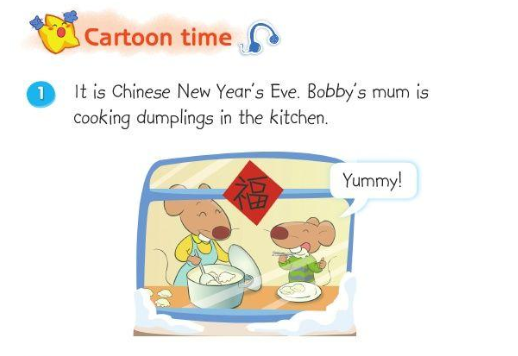 Cartoon time
1 It is Chinese New Year's Eve. Bobby's mum is
cooking dumplings in the kitchen.
福
Yummy!